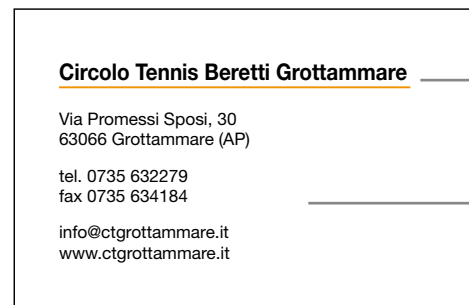 Circolo Tennis Beretti Grottammare
Via Promessi Sposi, 30
63066 Grottammare (AP)
tel. 0735 632279
fax 0735 634184
info@ctgrottammare.it
www.ctgrottammare.it